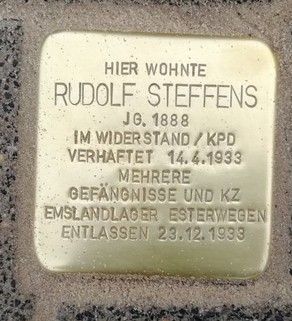 HIER WOHNTE
RUDOLF STEFFENS
JG. 1888
IM WIDERSTAND / KPD
VERHAFTET 14.4.1933
MEHRERE
GEFÄNGNISSE UND KZ
EMSLANDLAGER ESTERWEGEN
ENTLASSEN 23.12.1933